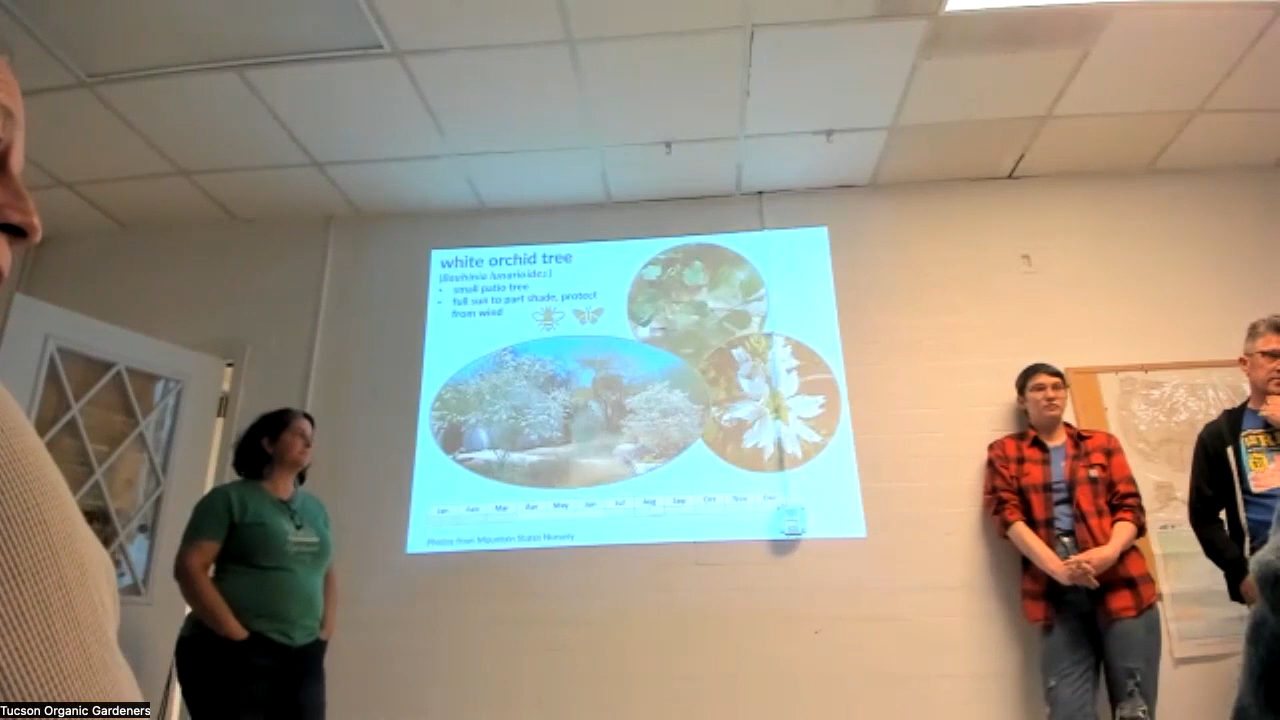 white orchid tree
(Bauhinia lunarioides)
• small patio tree
• full sun to part shade, protect
from wind
Jan Feb Mar Apr May Jun Jul Aug Sep Oct Nov Dec
Photos from Mountain States Nursery
Tucson Organic Gardeners